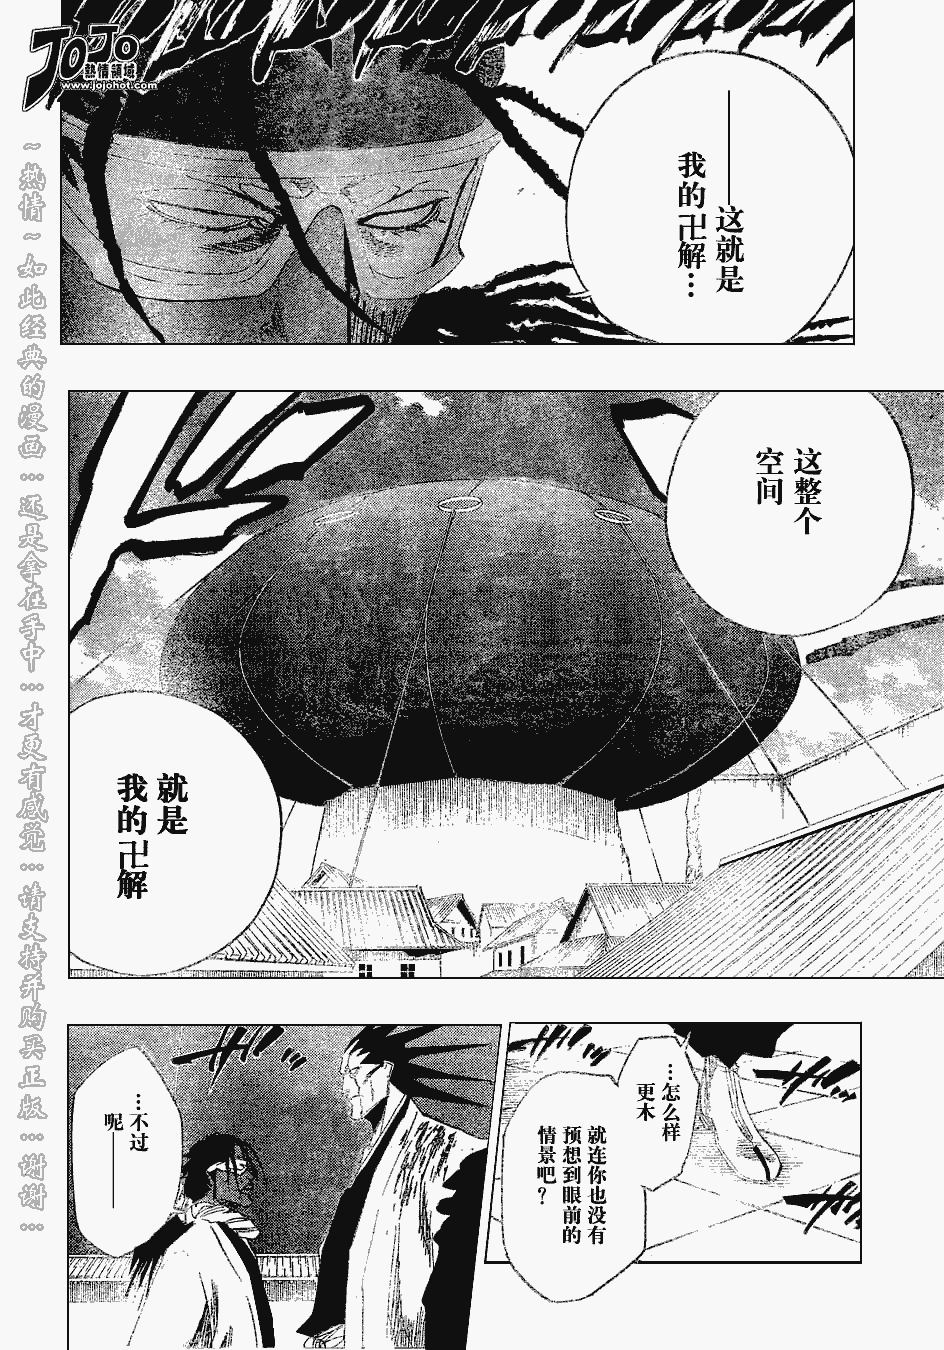 JOJO
熱情領域
www.jojohot.com
～热情～如此经典的漫画…还是拿在手中…才更有感觉…请支持并购买正版…谢谢…
——这就是
我的卍解…
这整个
空间
就是
我的卍解
…怎么样
更木
就连你也没有
预想到眼前的
情景吧？
…不过
呢——